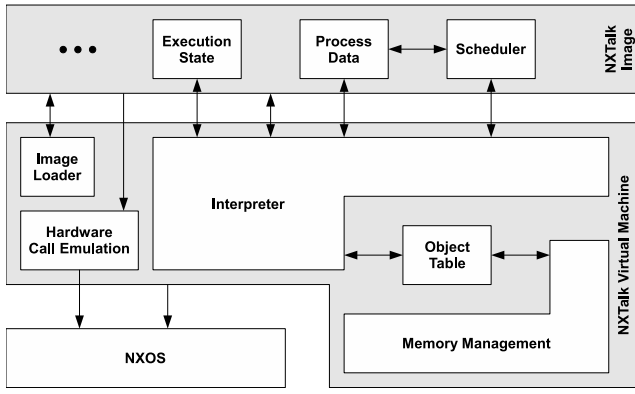 Execution
State
Process
Data
Scheduler
NXTalk
Image
Image
Loader
Interpreter
Hardware
Call Emulation
Object
Table
NXTalk Virtual Machine
Memory Management
NXOS